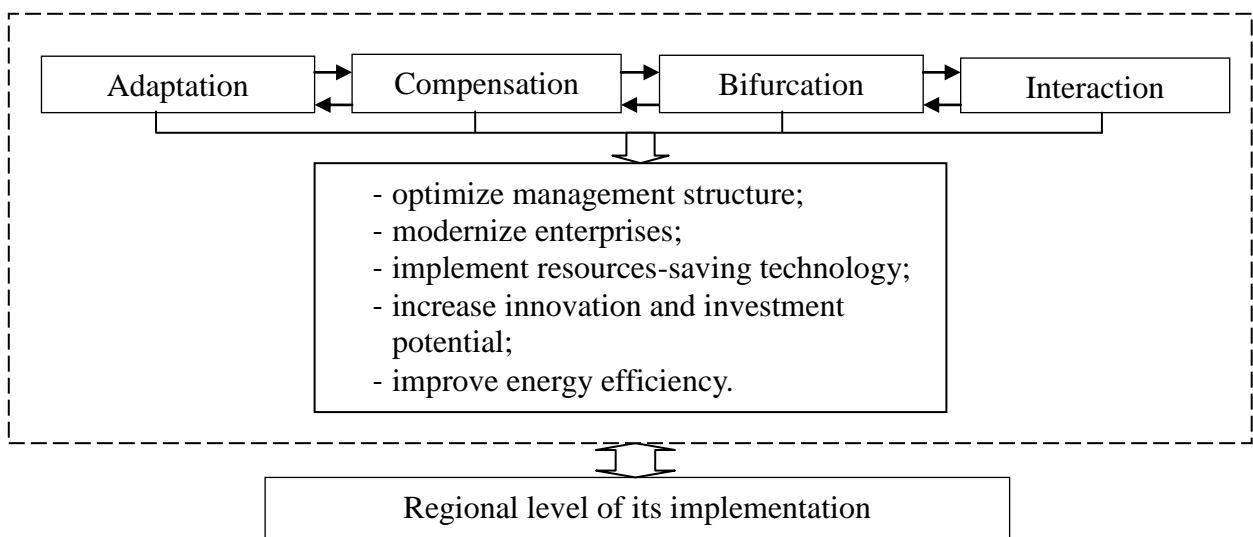 Adaptation Compensation Bifurcation Interaction
- optimize management structure;
- modernize enterprises;
- implement resources-saving technology;
- increase innovation and investment
potential;
- improve energy efficiency.
Regional level of its implementation